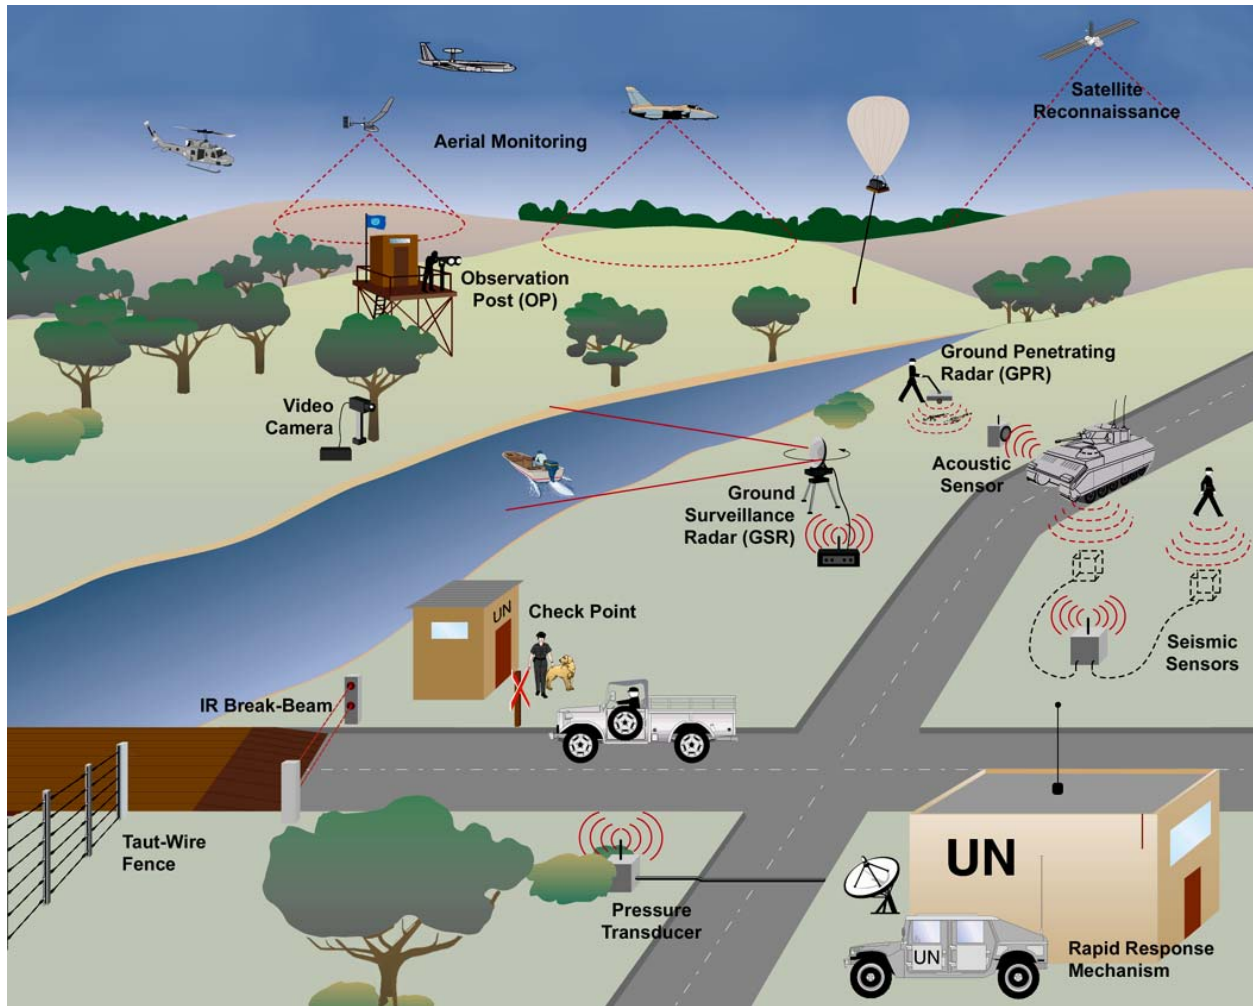 Satellite
Reconnaissance
Aerial Monitoring
Observation
Post (OP)
Ground Penetrating
Radar (GPR)
Video
Camera
Acoustic
Sensor
Ground
Surveillance
Radar (GSR)
UN
Check Point
Seismic
Sensors
IR Break-Beam
Taut-Wire
Fence
UN
Pressure
Transducer
UN
Rapid Response
Mechanism